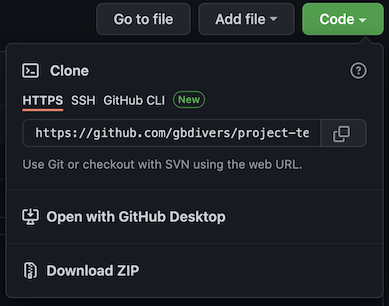 Go to file Add file Code
Clone
HTTPS SSH GitHub CLI New
https://github.com/gbdivers/project-te
Use Git or checkout with SVN using the web URL.
Open with GitHub Desktop
Download ZIP